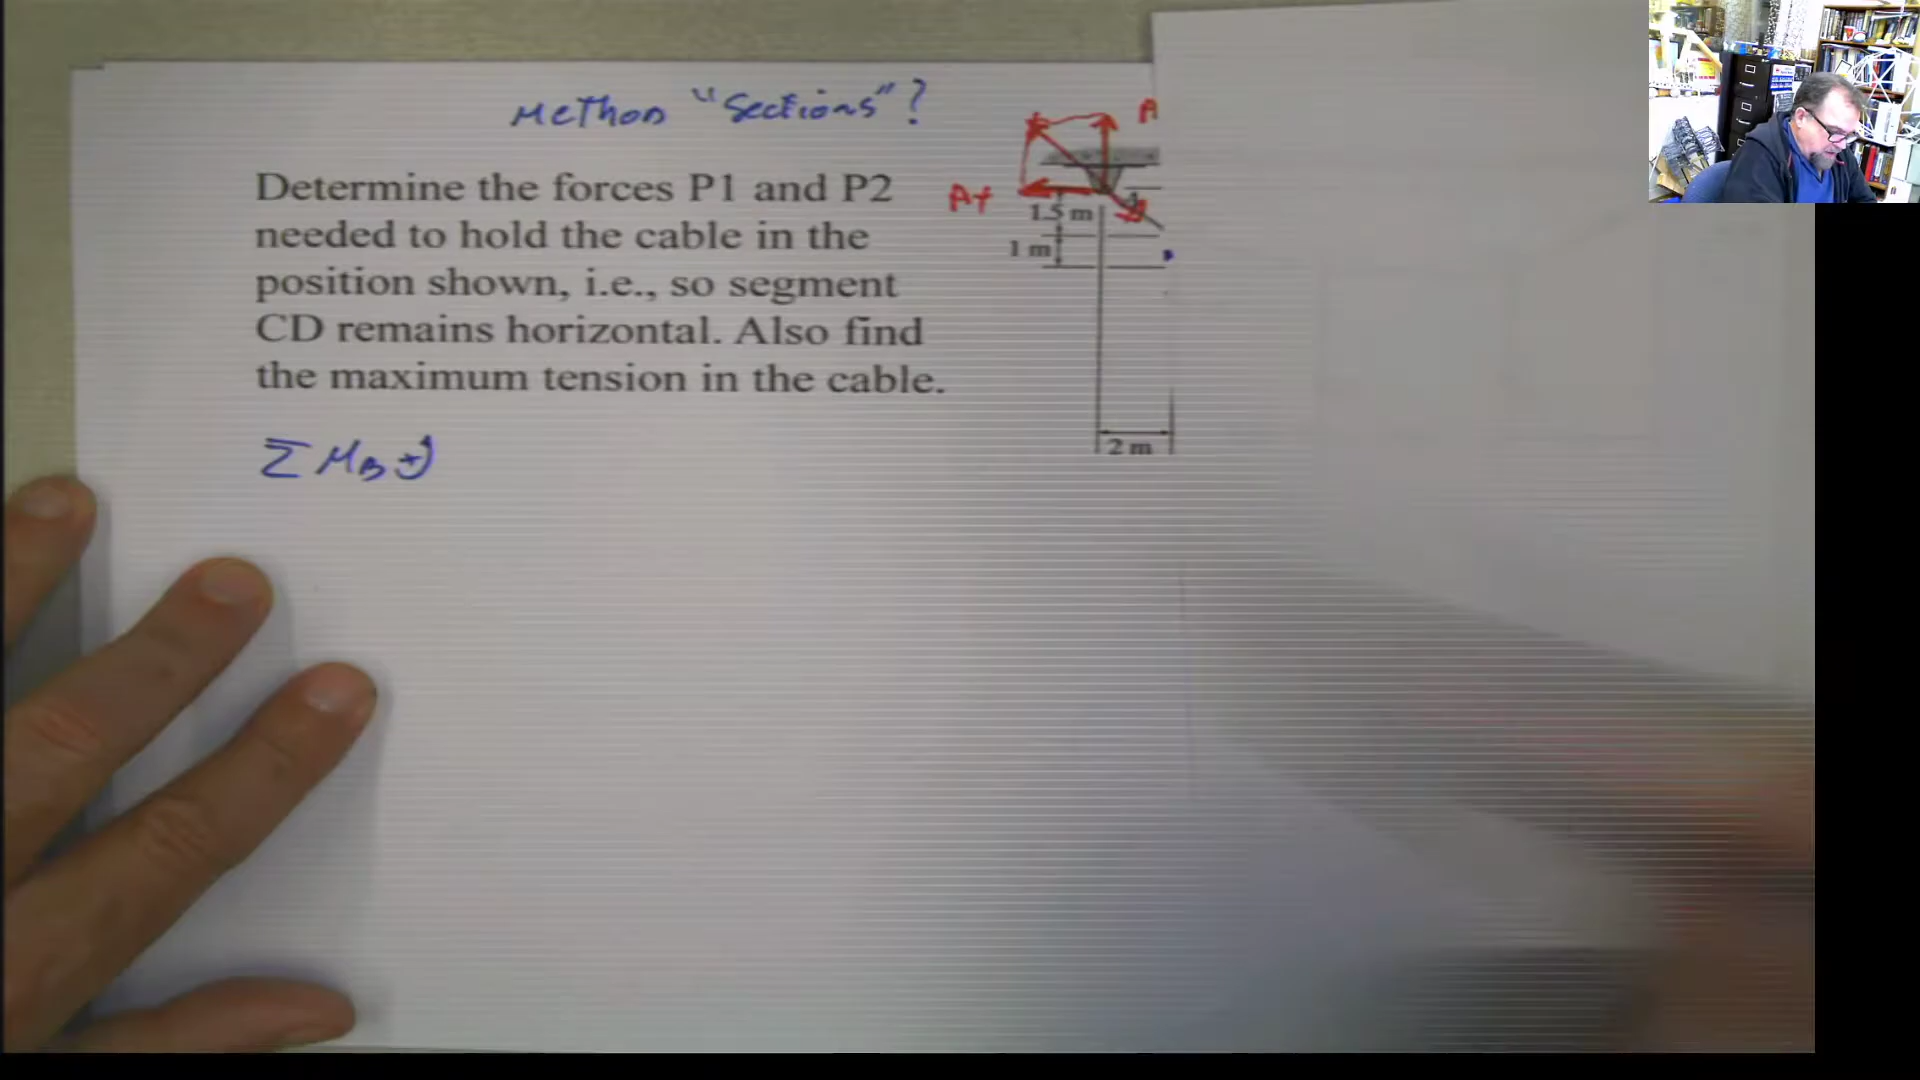 Method "Sections"?
Determine the forces P1 and P2
needed to hold the cable in the
position shown, i.e., so segment
CD remains horizontal. Also find
the maximum tension in the cable.
ΣMB +
A
1.5 m
1 m
2 m